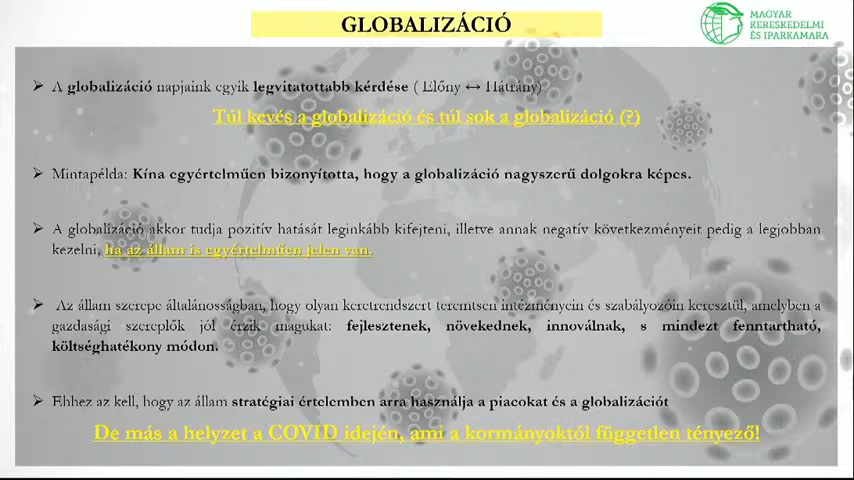 GLOBALIZÁCIÓ
MAGYAR
KERESKEDELMI
ÉS IPARKAMARA
A globalizáció napjaink egyik legvitatottabb kérdése ( Előny ↔ Hátrány)
Túl kevés a globalizáció és túl sok a globalizáció (?)
Mintapélda: Kína egyértelműen bizonyította, hogy a globalizáció nagyszerű dolgokra képes.
A globalizáció akkor tudja pozitív hatását leginkább kifejteni, illetve annak negatív következményeit pedig a legjobban
kezelni, ha az állam is egyértelműen jelen van.
Az állam szerepe általánosságban, hogy olyan keretrendszert teremtsen intézményein és szabályozóin keresztül, amelyben a
gazdasági szereplők jól érzik magukat: fejlesztenek, növekednek, innoválnak, s mindezt fenntartható,
költséghatékony módon.
Ehhez az kell, hogy az állam stratégiai értelemben arra használja a piacokat és a globalizációt
De más a helyzet a COVID idején, ami a kormányoktól független tényező!